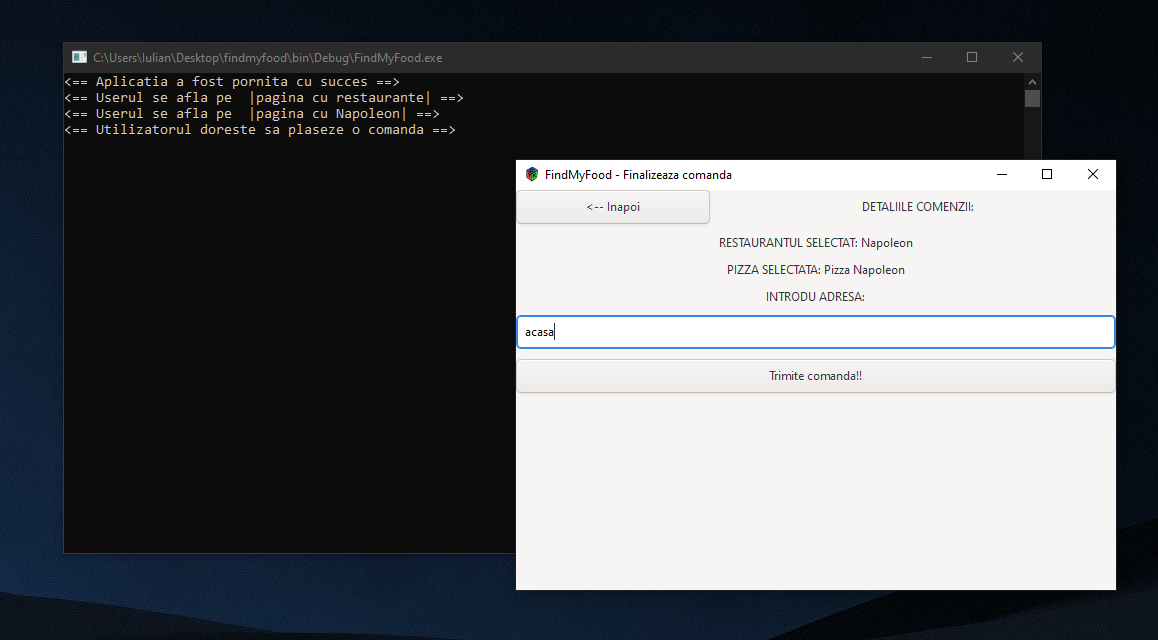 C:\Users\Iulian\Desktop\findmyfood\bin\Debug\FindMyFood.exe
<== Aplicatia a fost pornita cu succes ==>
<== Userul se afla pe  |pagina cu restaurante| ==>
<== Userul se afla pe  |pagina cu Napoleon| ==>
<== Utilizatorul doreste sa plaseze o comanda ==>
FindMyFood - Finalizeaza comanda
<-- Inapoi
DETALIILE COMENZII:
RESTAURANTUL SELECTAT: Napoleon
PIZZA SELECTATA: Pizza Napoleon
INTRODU ADRESA:
acasa
Trimite comanda!!